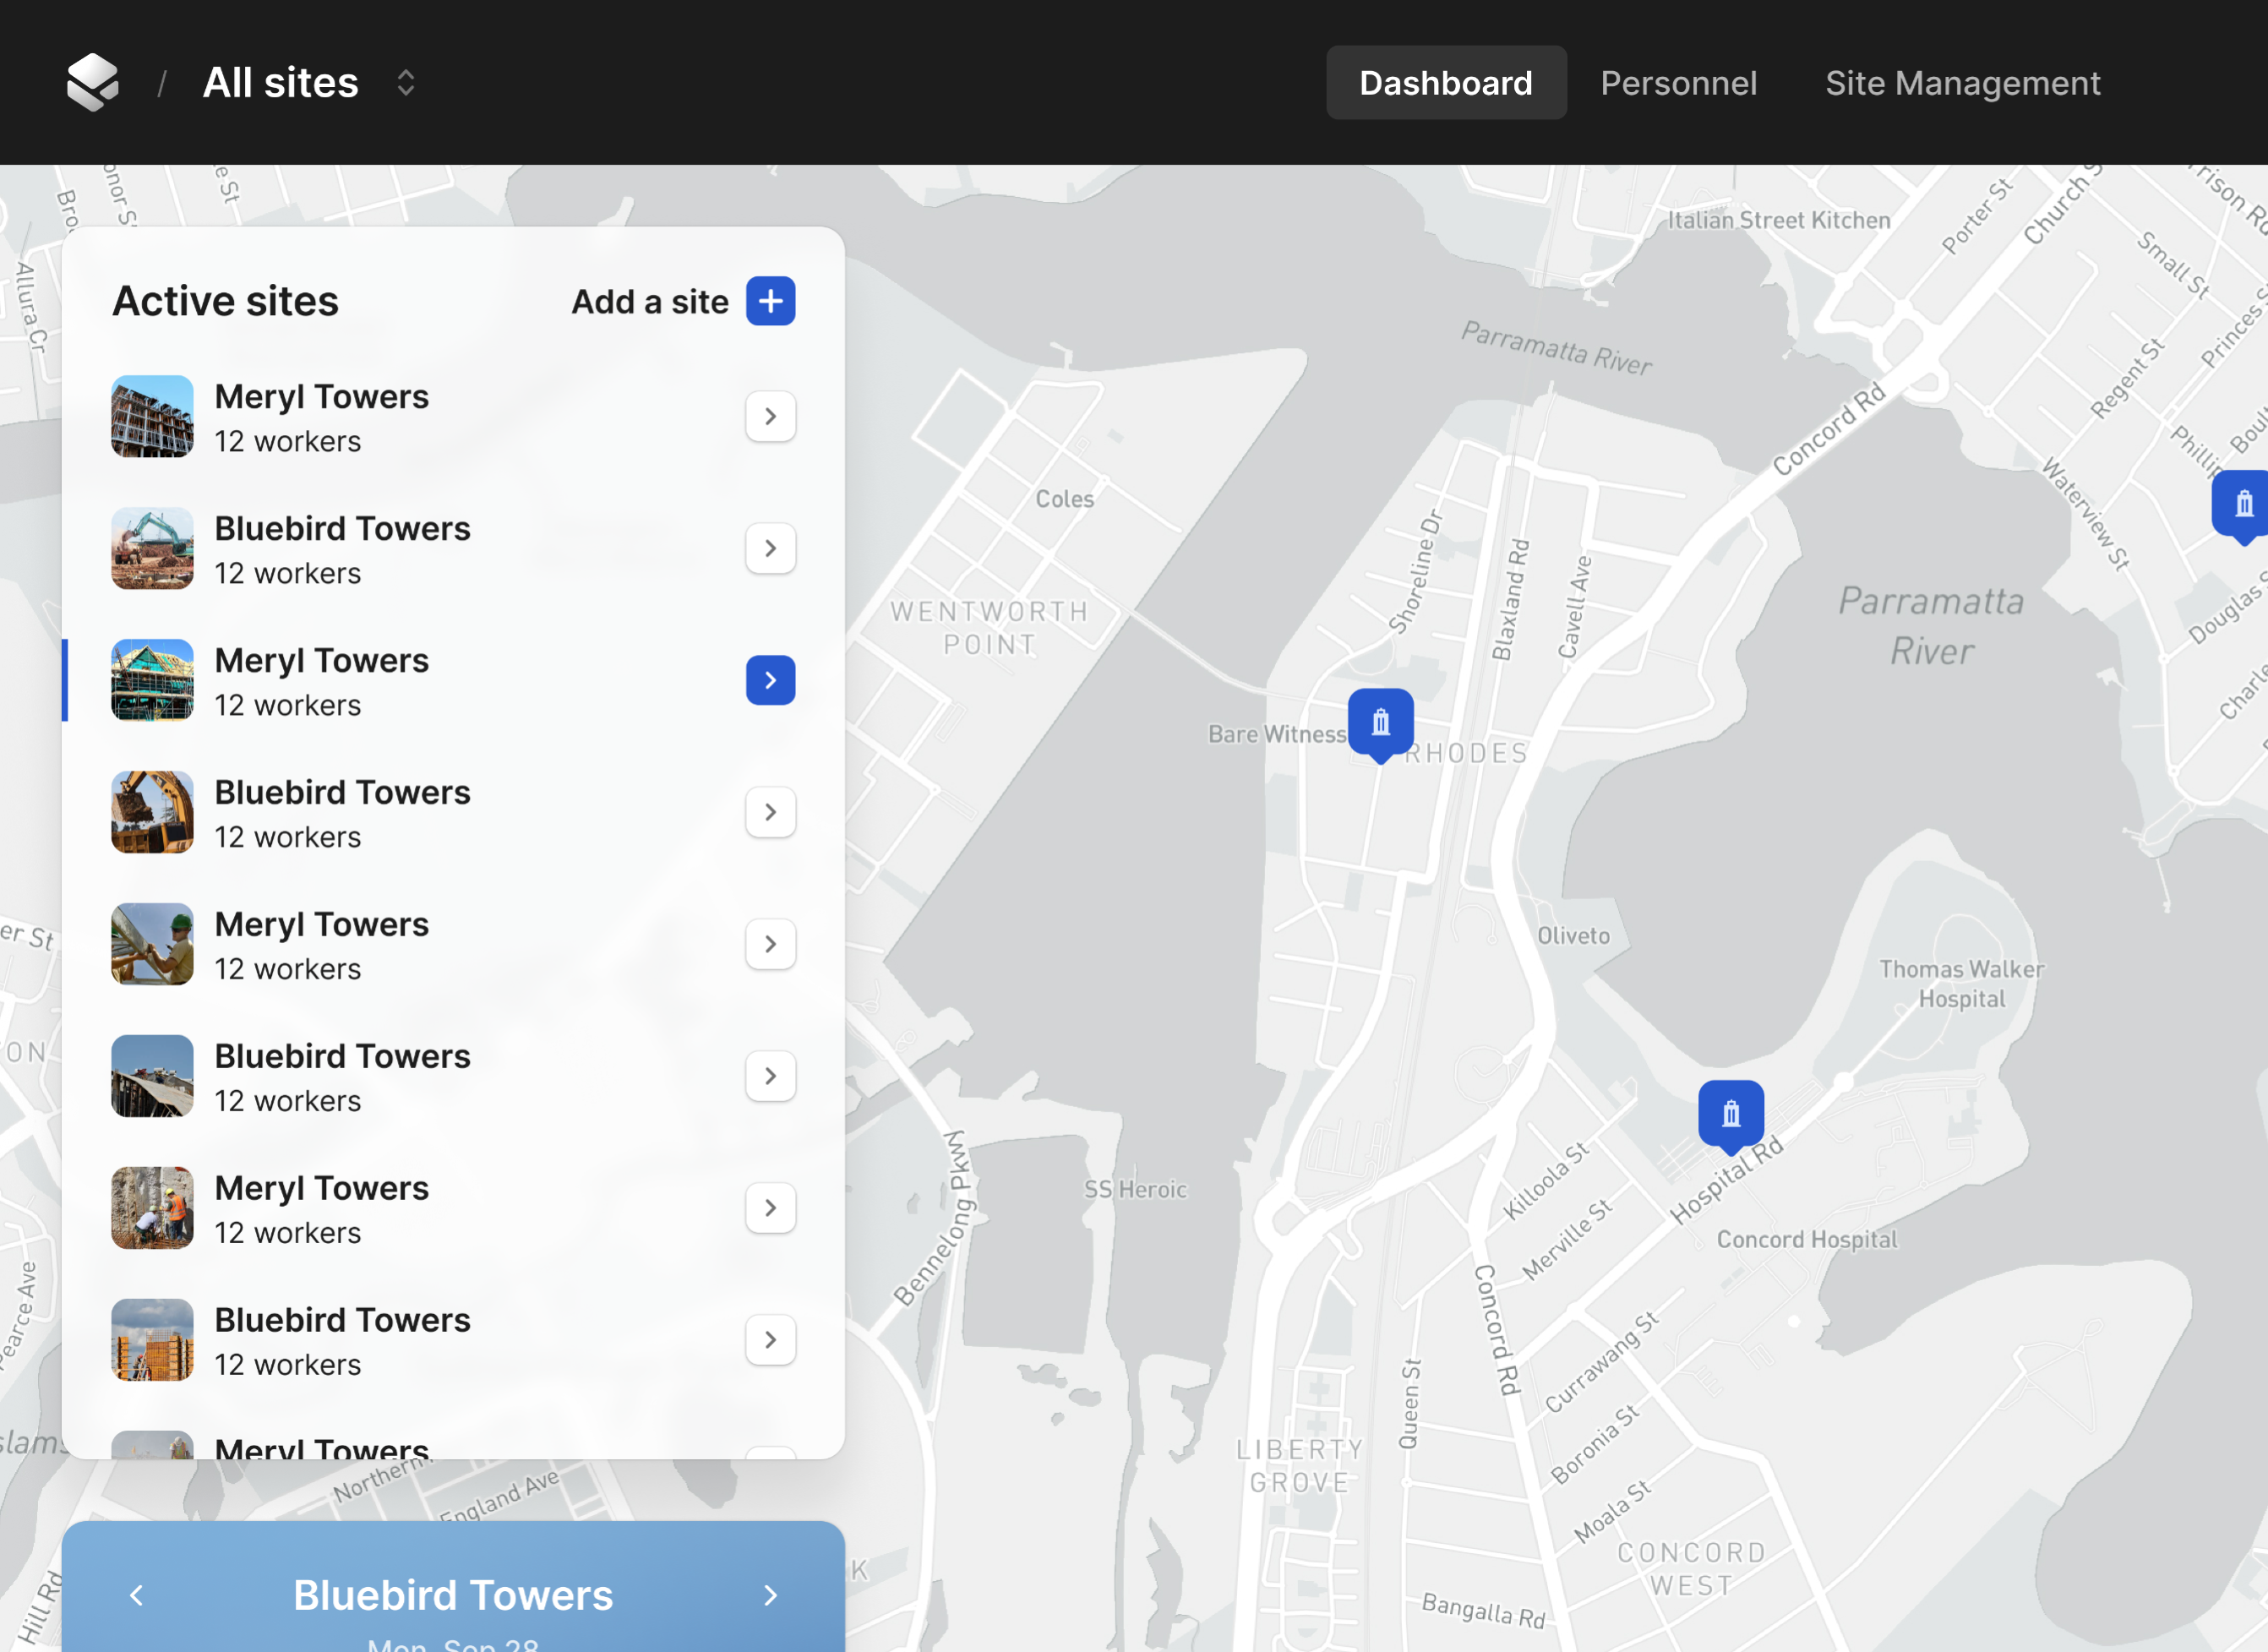 / All sites
Dashboard
Personnel
Site Management
Active sites
Add a site
Meryl Towers
12 workers
Bluebird Towers
12 workers
Meryl Towers
12 workers
Bluebird Towers
12 workers
Meryl Towers
12 workers
Bluebird Towers
12 workers
Meryl Towers
12 workers
Bluebird Towers
12 workers
Meryl Towers
Bluebird Towers
Mon, Sep 28
Allura Cr
er St
ON
Pearce Ave
slams
Hill Rd
Northern
England Ave
K
Italian Street Kitchen
Porter St
Church S
Small St
Regent St
Parramatta River
Concord Rd
Waterview St
Douglas S
Parramatta
River
Coles
WENTWORTH
POINT
Shoreline Dr
Blaxland Rd
Cavell Ave
Bare Witness
RHODES
Oliveto
Thomas Walker
Hospital
Bennelong Pkwy
SS Heroic
Killoola St
Merville St
Hospital Rd
Concord Hospital
Concord Rd
Currawang St
Queen St
Boronia St
LIBERTY
GROVE
Moala St
CONCORD
WEST
Bangalla Rd